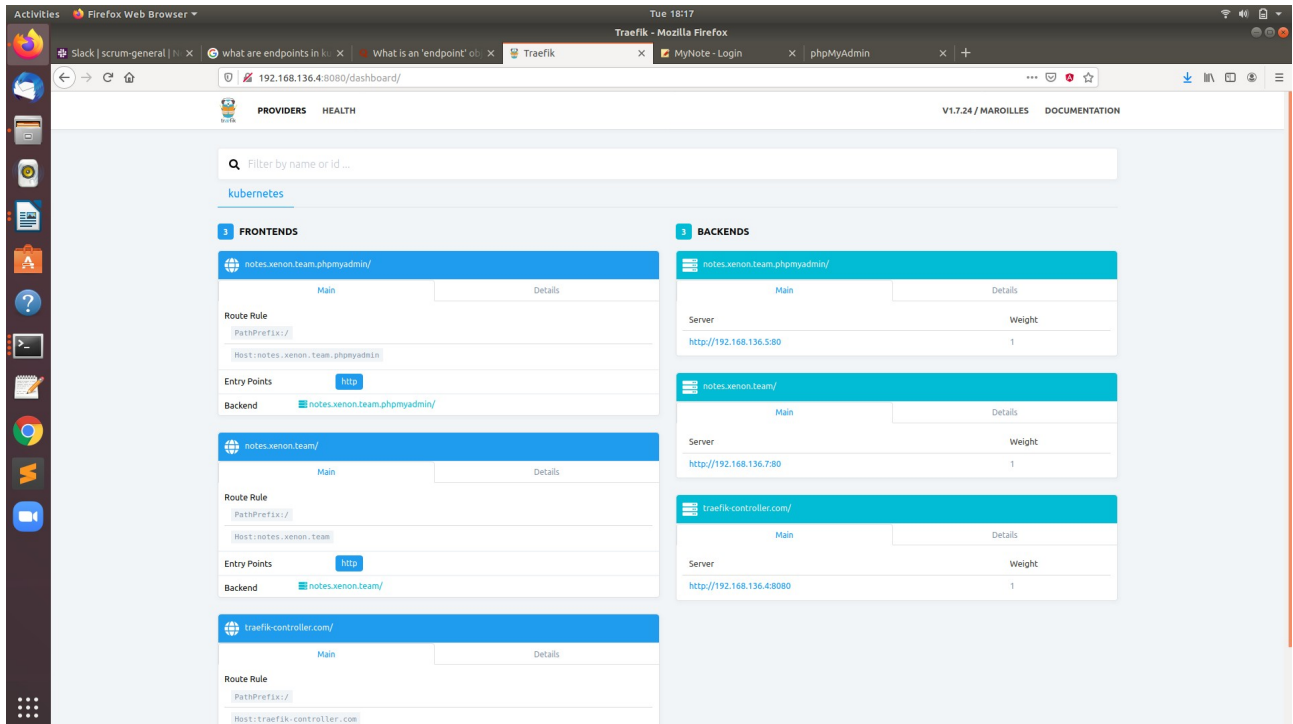 Activities Firefox Web Browser Tue 18:17
Traefik - Mozilla Firefox
Slack | scrum-general | N what are endpoints in ku What is an 'endpoint' ob Traefik MyNote - Login phpMyAdmin
192.168.136.4:8080/dashboard/
traefik PROVIDERS HEALTH V1.7.24 / MAROILLES DOCUMENTATION
Filter by name or id ...
kubernetes
3 FRONTENDS
notes.xenon.team.phpmyadmin/
Main Details
Route Rule
PathPrefix:/
Host:notes.xenon.team.phpmyadmin
Entry Points http
Backend notes.xenon.team.phpmyadmin/
notes.xenon.team/
Main Details
Route Rule
PathPrefix:/
Host:notes.xenon.team
Entry Points http
Backend notes.xenon.team/
traefik-controller.com/
Main Details
Route Rule
PathPrefix:/
Host:traefik-controller.com
3 BACKENDS
notes.xenon.team.phpmyadmin/
Main Details
Server Weight
http://192.168.136.5:80 1
notes.xenon.team/
Main Details
Server Weight
http://192.168.136.7:80 1
traefik-controller.com/
Main Details
Server Weight
http://192.168.136.4:8080 1